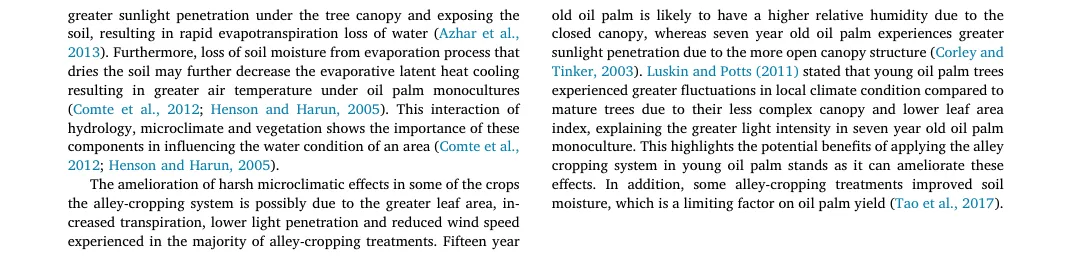 greater sunlight penetration under the tree canopy and exposing the
soil, resulting in rapid evapotranspiration loss of water (Azhar et al.,
2013). Furthermore, loss of soil moisture from evaporation process that
dries the soil may further decrease the evaporative latent heat cooling
resulting in greater air temperature under oil palm monocultures
(Comte et al., 2012; Henson and Harun, 2005). This interaction of
hydrology, microclimate and vegetation shows the importance of these
components in influencing the water condition of an area (Comte et al.,
2012; Henson and Harun, 2005).
The amelioration of harsh microclimatic effects in some of the crops
the alley-cropping system is possibly due to the greater leaf area, in-
creased transpiration, lower light penetration and reduced wind speed
experienced in the majority of alley-cropping treatments. Fifteen year
old oil palm is likely to have a higher relative humidity due to the
closed canopy, whereas seven year old oil palm experiences greater
sunlight penetration due to the more open canopy structure (Corley and
Tinker, 2003). Luskin and Potts (2011) stated that young oil palm trees
experienced greater fluctuations in local climate condition compared to
mature trees due to their less complex canopy and lower leaf area
index, explaining the greater light intensity in seven year old oil palm
monoculture. This highlights the potential benefits of applying the alley
cropping system in young oil palm stands as it can ameliorate these
effects. In addition, some alley-cropping treatments improved soil
moisture, which is a limiting factor on oil palm yield (Tao et al., 2017).